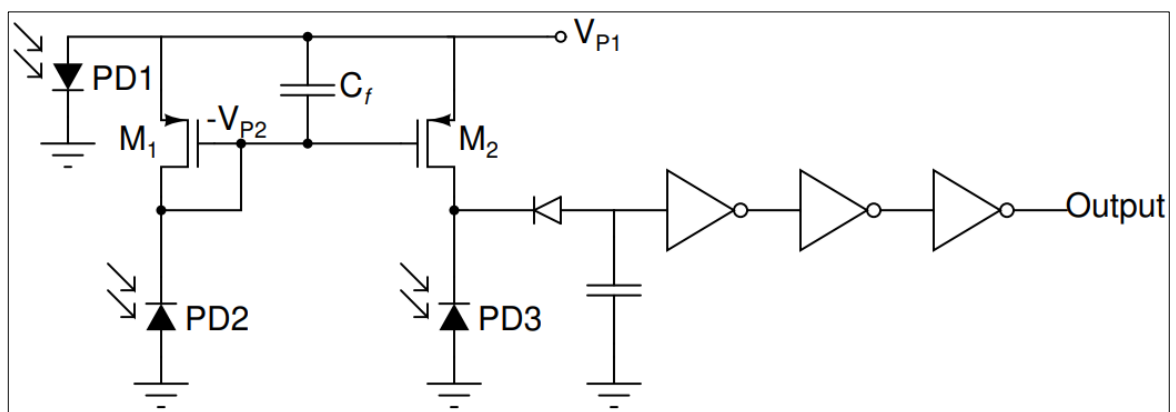 V_P1
PD1
C_f
-V_P2
M_1
M_2
Output
PD2
PD3